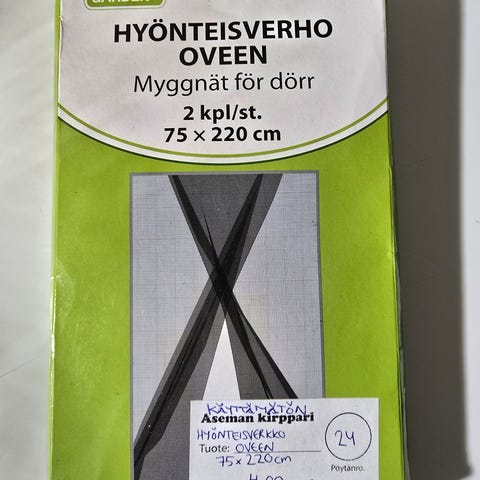 GARDEN
HYÖNTEISVERHO
OVEEN
Myggnät för dörr
2 kpl/st.
75 × 220 cm
KÄYTTÄMÄTÖN
Aseman kirppari
HYÖNTEISVERKKO
Tuote: OVEEN
75x220cm
24
Pöytänro.